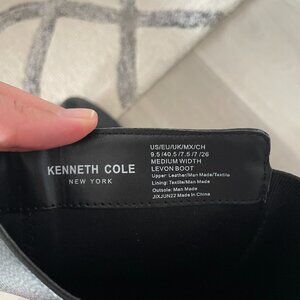 KENNETH COLE
NEW YORK
US/EU/UK/MX/CH
9.5 /40.5 /7.5 /7 /26
MEDIUM WIDTH
LEVON BOOT
Upper: Leather/Man Made/Textile
Lining: Textile/Man Made
Outsole: Man Made
JIXJUN22 Made In China